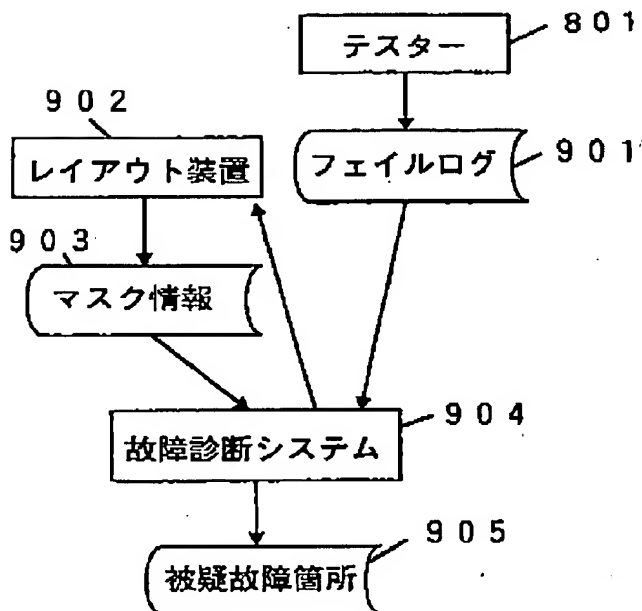 801
テスター
902
レイアウト装置
フェイルログ
901
903
マスク情報
904
故障診断システム
905
被疑故障箇所